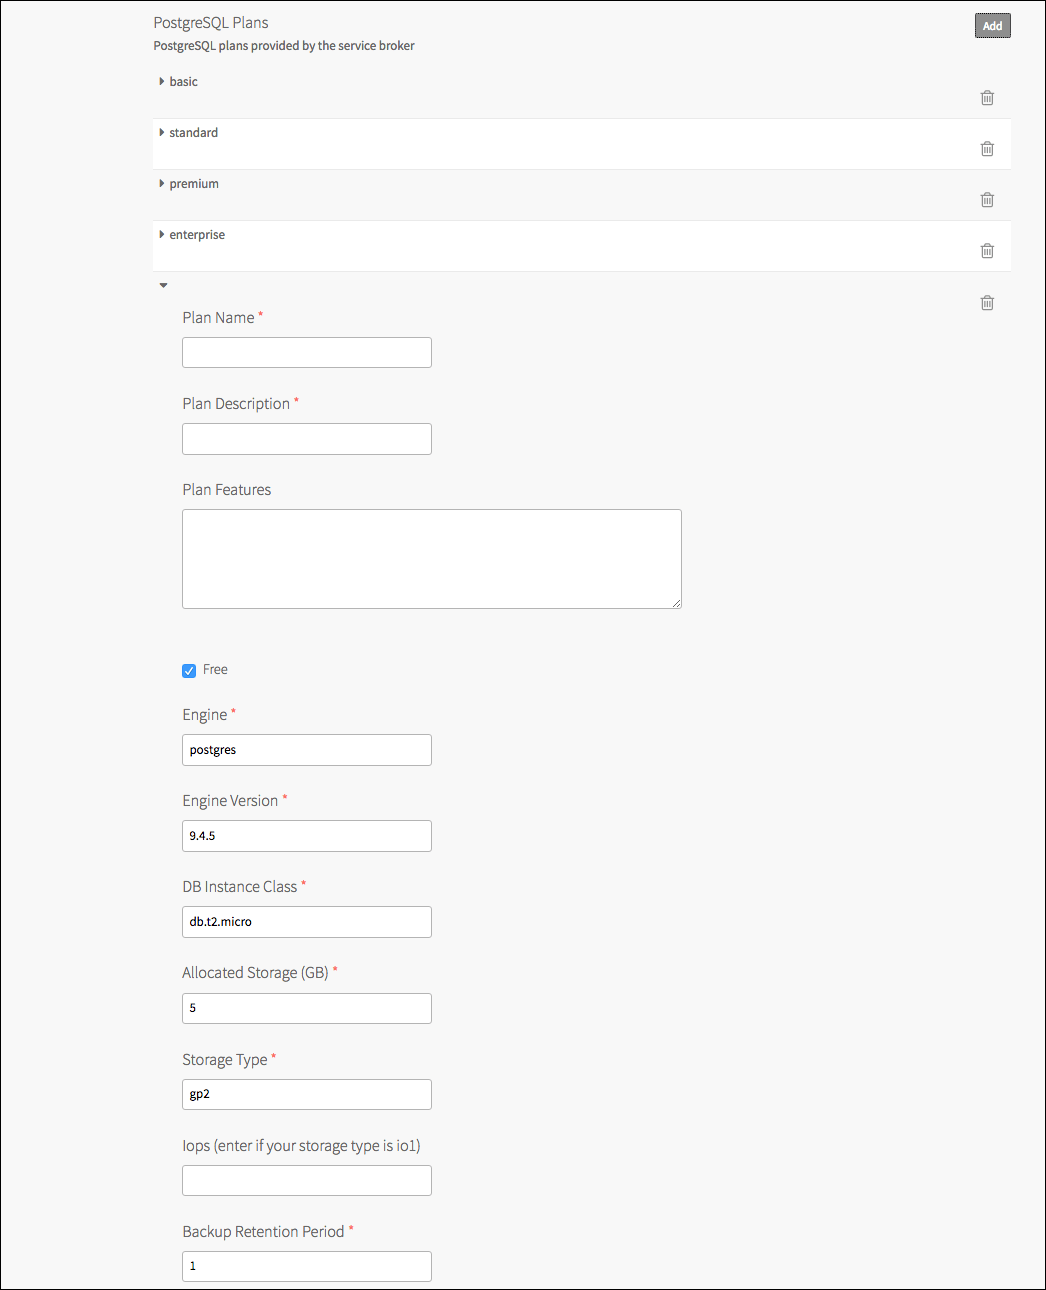 PostgreSQL Plans
Add
PostgreSQL plans provided by the service broker
basic
standard
premium
enterprise
Plan Name *
Plan Description *
Plan Features
Free
Engine *
postgres
Engine Version *
9.4.5
DB Instance Class *
db.t2.micro
Allocated Storage (GB) *
5
Storage Type *
gp2
Iops (enter if your storage type is io1)
Backup Retention Period *
1